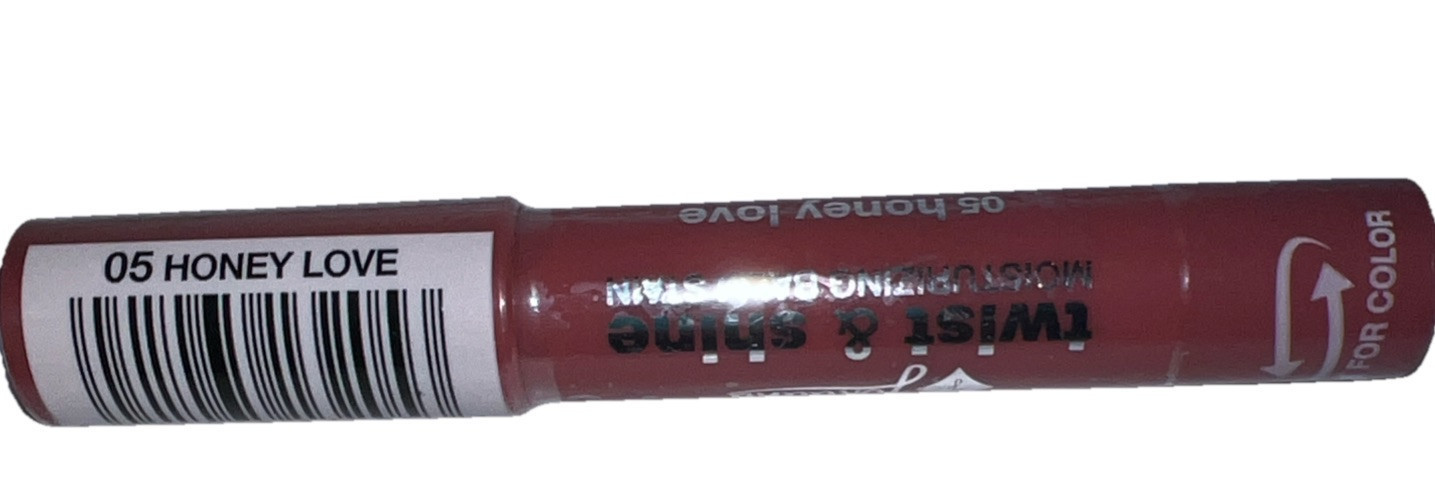 05 HONEY LOVE
twist & shine
MOISTURIZING BALM STAIN
05 honey love
FOR COLOR